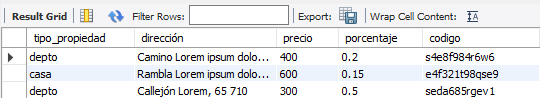 Result Grid Filter Rows: Export: Wrap Cell Content:
tipo_propiedad dirección precio porcentaje codigo
depto Camino Lorem ipsum dolo... 400 0.2 s4e8f984r6w6
casa Rambla Lorem ipsum dolo... 600 0.15 e4f321t98qse9
depto Callejón Lorem, 65 710 300 0.5 seda685rgev1